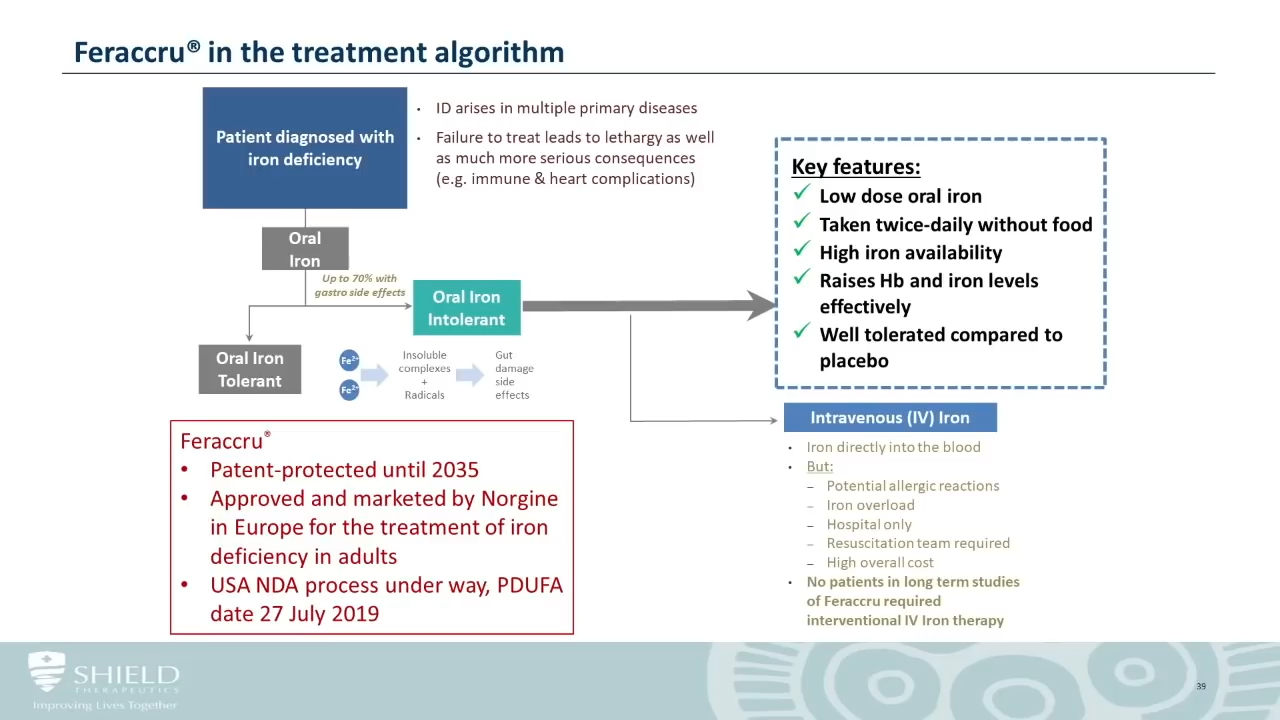 Feraccru® in the treatment algorithm
Patient diagnosed with
iron deficiency
• ID arises in multiple primary diseases
• Failure to treat leads to lethargy as well
as much more serious consequences
(e.g. immune & heart complications)
Oral
Iron
Up to 70% with
gastro side effects
Oral Iron
Intolerant
Oral Iron
Tolerant
Fe2+
Fe2+
Insoluble
complexes
+
Radicals
Gut
damage
side
effects
Key features:
✓ Low dose oral iron
✓ Taken twice-daily without food
✓ High iron availability
✓ Raises Hb and iron levels
effectively
✓ Well tolerated compared to
placebo
Intravenous (IV) Iron
• Iron directly into the blood
• But:
– Potential allergic reactions
– Iron overload
– Hospital only
– Resuscitation team required
– High overall cost
• No patients in long term studies
of Feraccru required
interventional IV Iron therapy
Feraccru®
• Patent-protected until 2035
• Approved and marketed by Norgine
in Europe for the treatment of iron
deficiency in adults
• USA NDA process under way, PDUFA
date 27 July 2019
SHIELD
THERAPEUTICS
Improving Lives Together
39